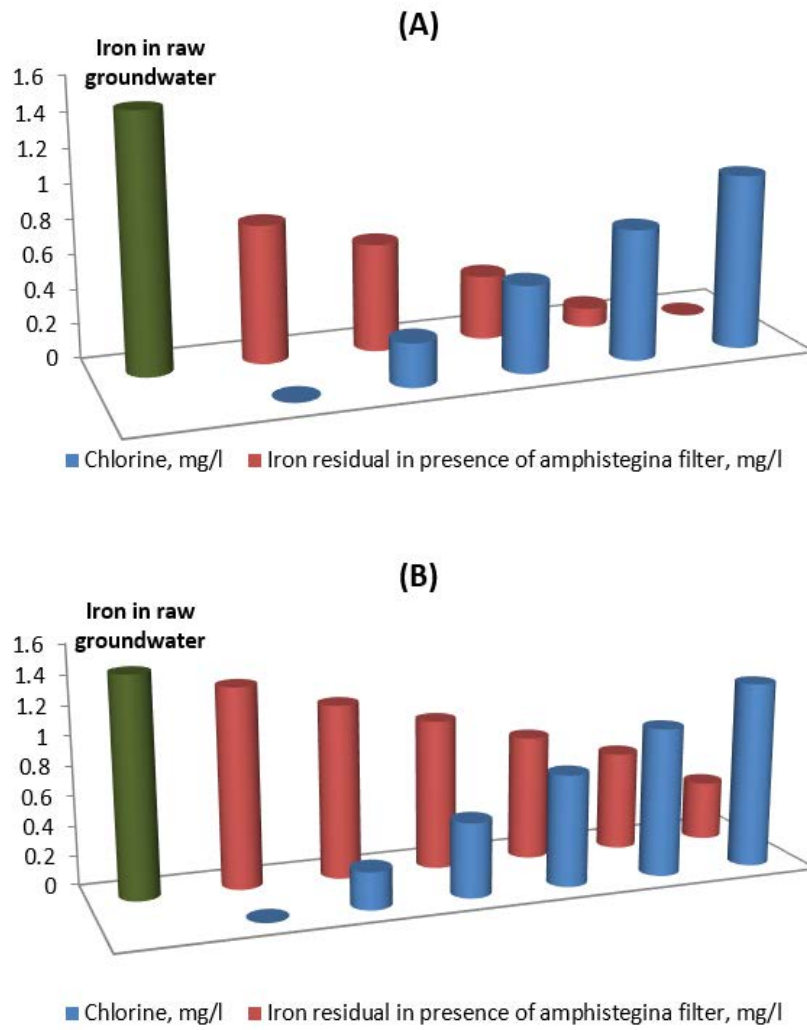 (A)
Iron in raw
groundwater
1.6
1.4
1.2
1
0.8
0.6
0.4
0.2
0
Chlorine, mg/l Iron residual in presence of amphistegina filter, mg/l
(B)
Iron in raw
groundwater
1.6
1.4
1.2
1
0.8
0.6
0.4
0.2
0
Chlorine, mg/l Iron residual in presence of amphistegina filter, mg/l